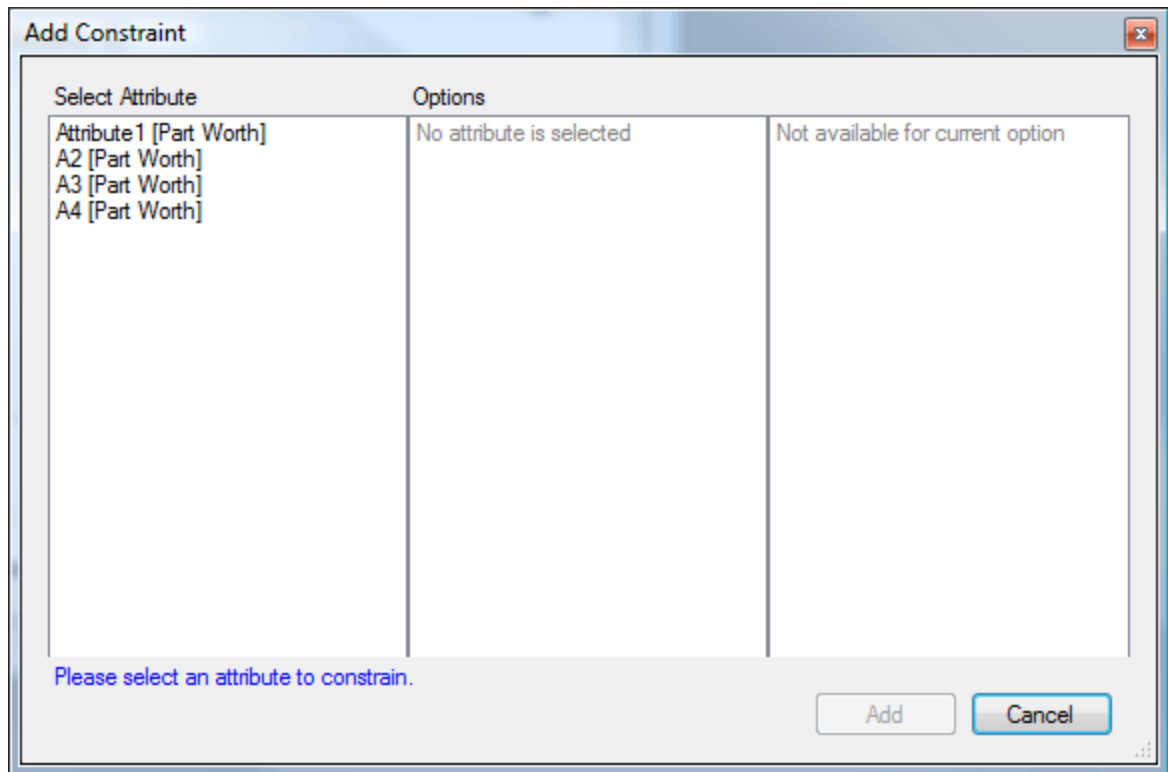 Add Constraint
Select Attribute
Options
Attribute1 [Part Worth]
A2 [Part Worth]
A3 [Part Worth]
A4 [Part Worth]
No attribute is selected
Not available for current option
Please select an attribute to constrain.
Add
Cancel